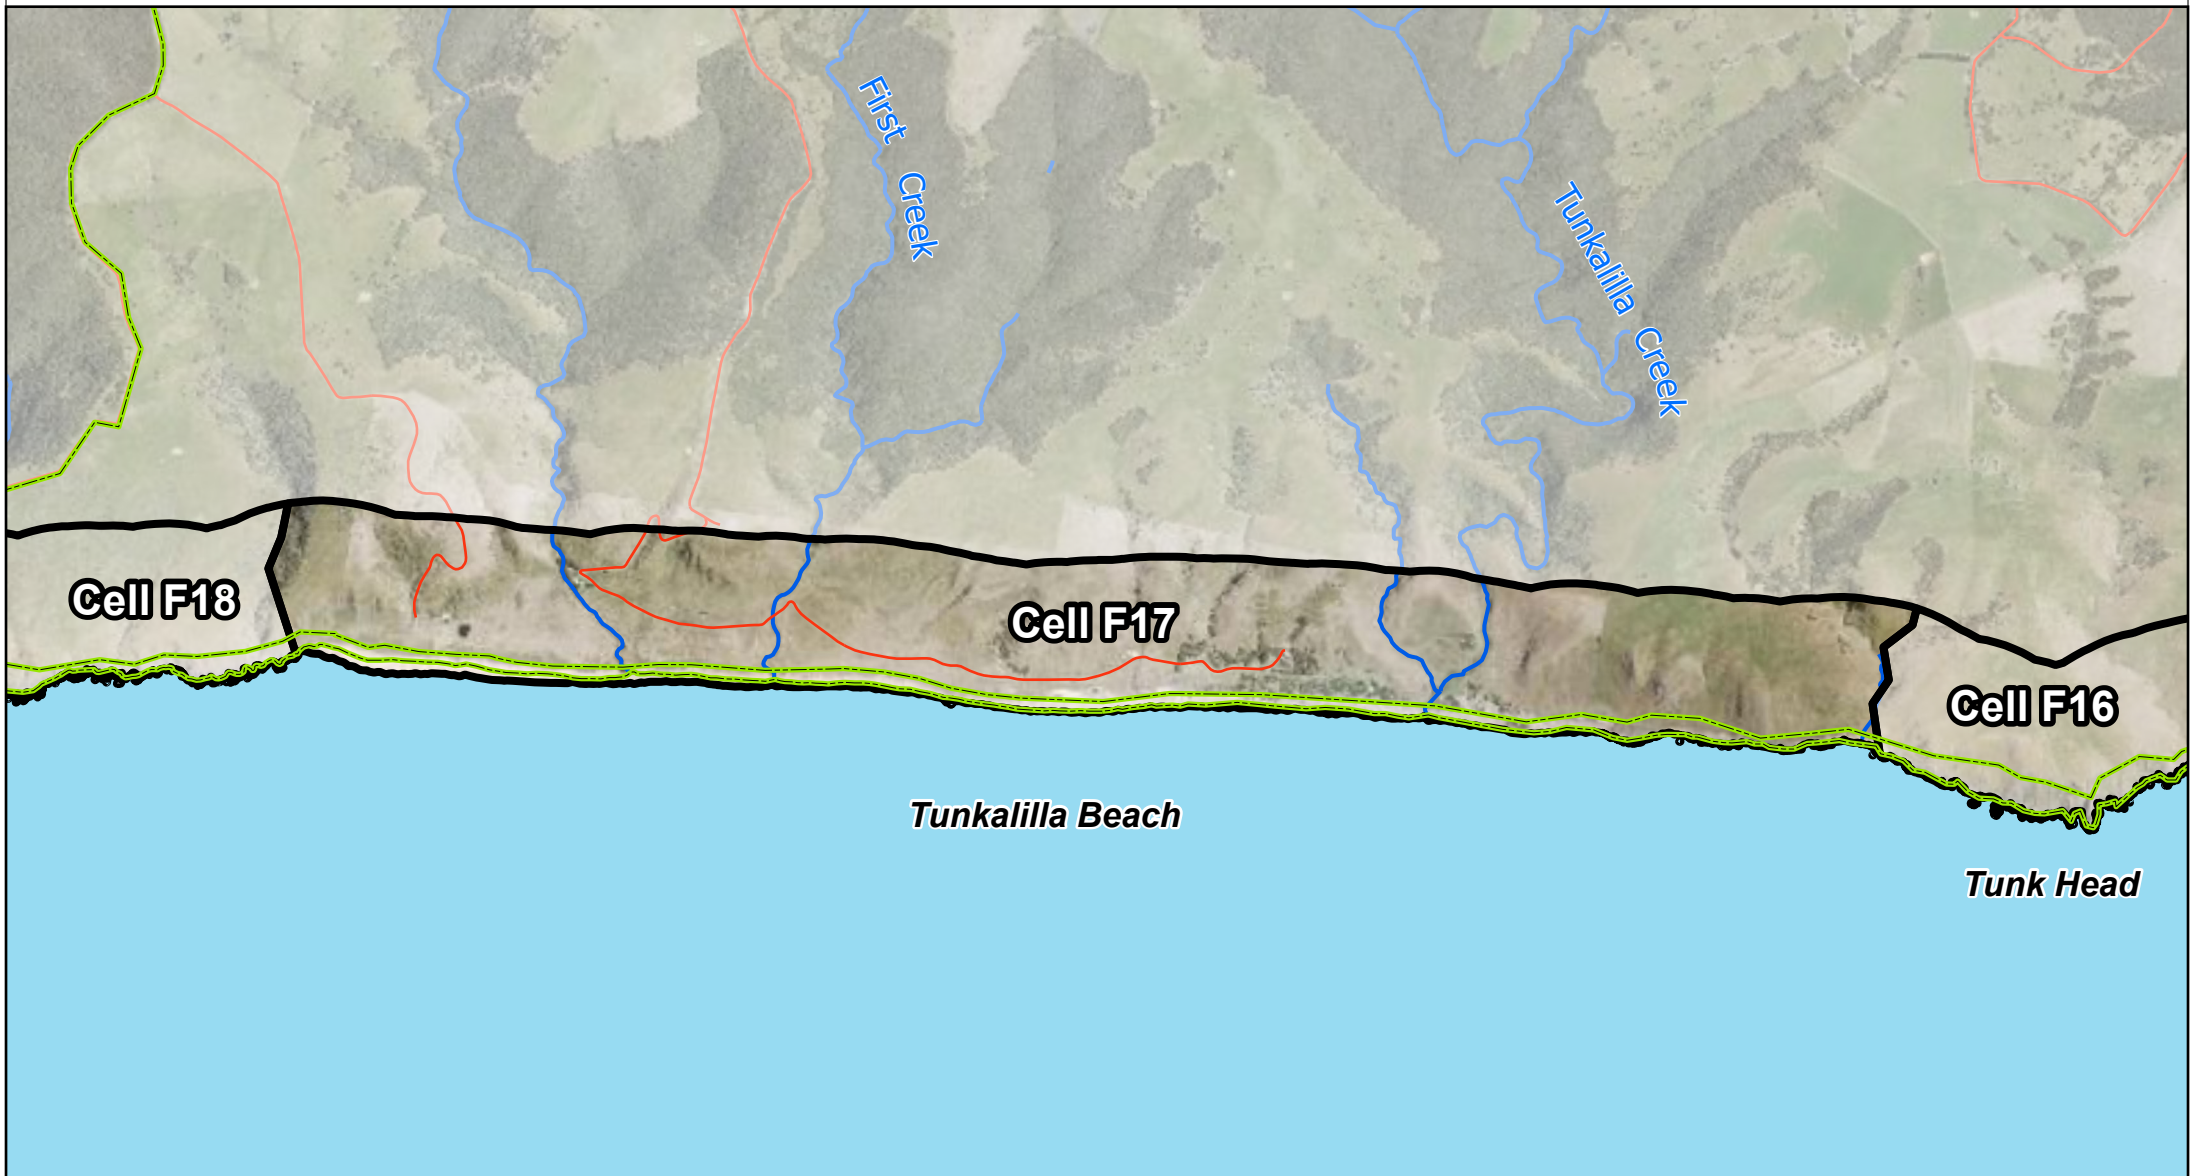 First Creek
Tunkalilla Creek
Cell F18
Cell F17
Cell F16
Tunkalilla Beach
Tunk Head